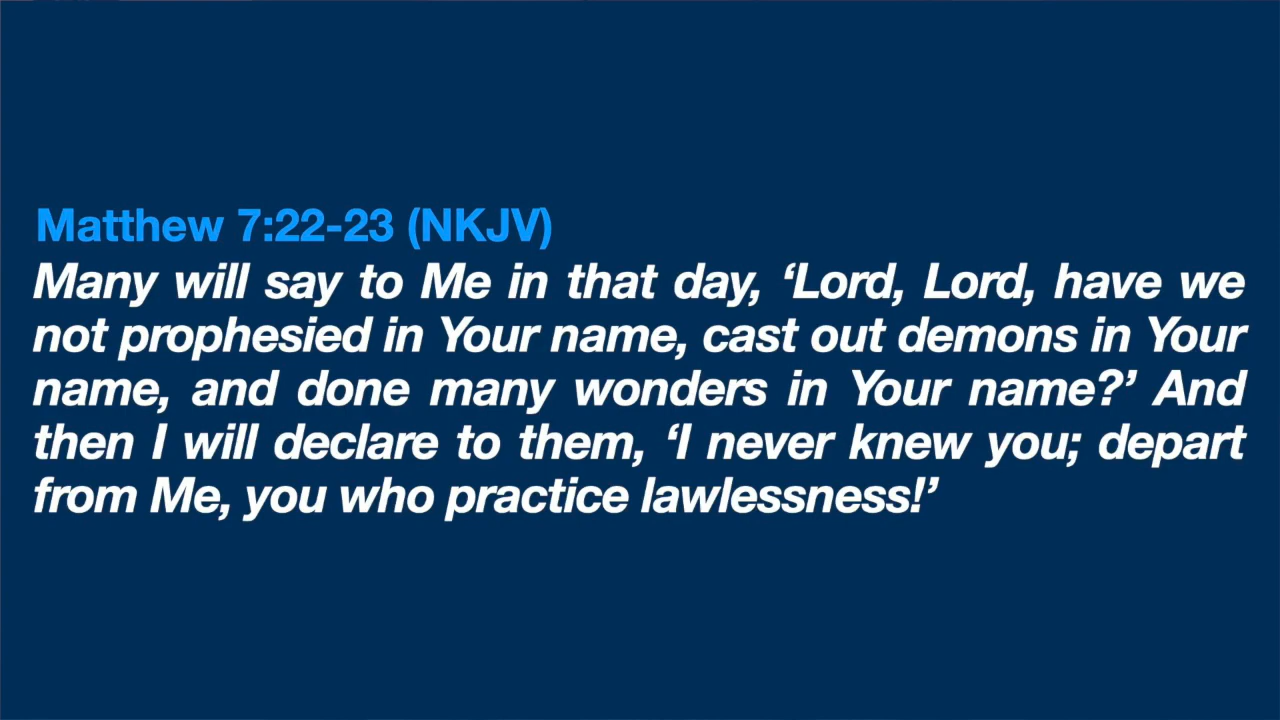 Matthew 7:22-23 (NKJV)
Many will say to Me in that day, ‘Lord, Lord, have we
not prophesied in Your name, cast out demons in Your
name, and done many wonders in Your name?’ And
then I will declare to them, ‘I never knew you; depart
from Me, you who practice lawlessness!’